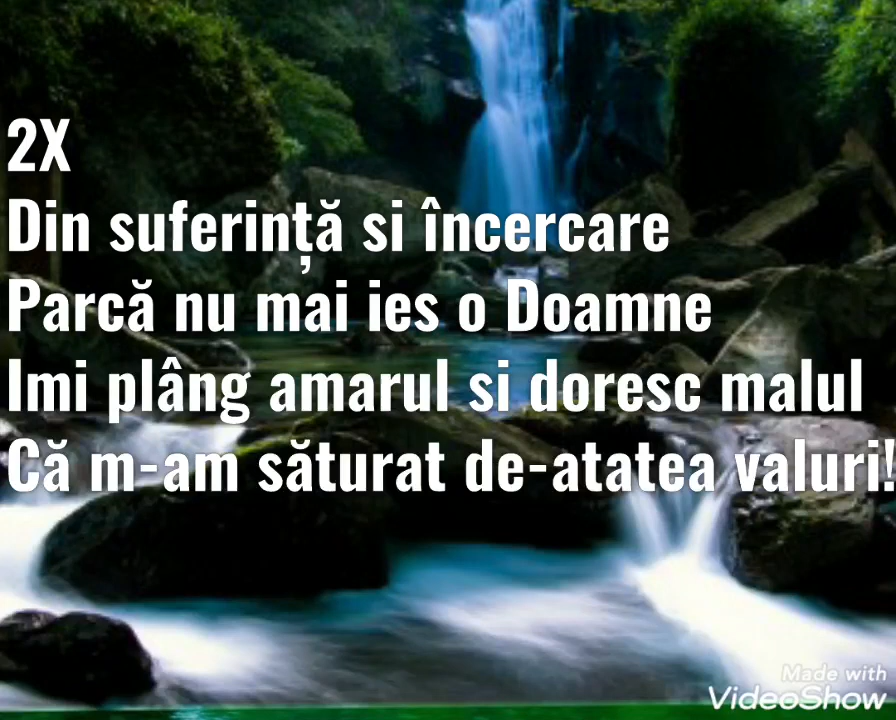 2X
Din suferință si încercare
Parcă nu mai ies o Doamne
Imi plâng amarul si doresc malul
Că m-am săturat de-atatea valuri!
Made with
VideoShow